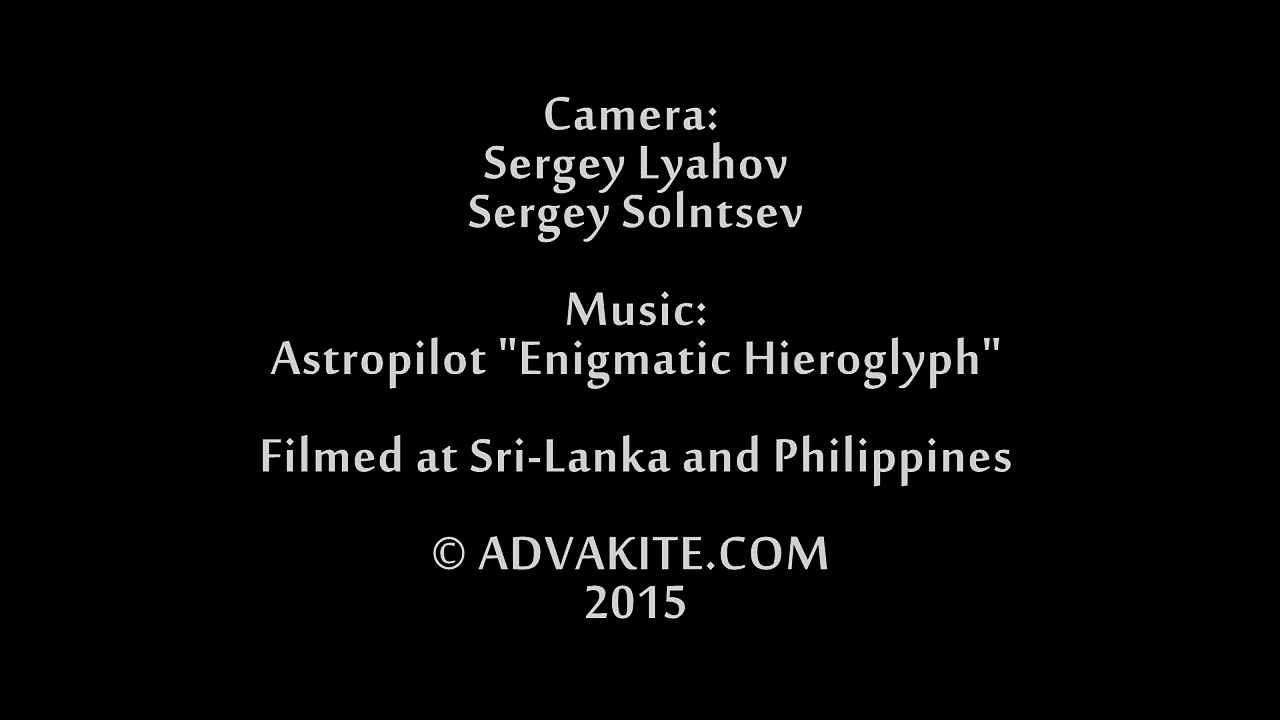 Camera:
Sergey Lyahov
Sergey Solntsev
Music:
Astropilot "Enigmatic Hieroglyph"
Filmed at Sri-Lanka and Philippines
© ADVAKITE.COM
2015